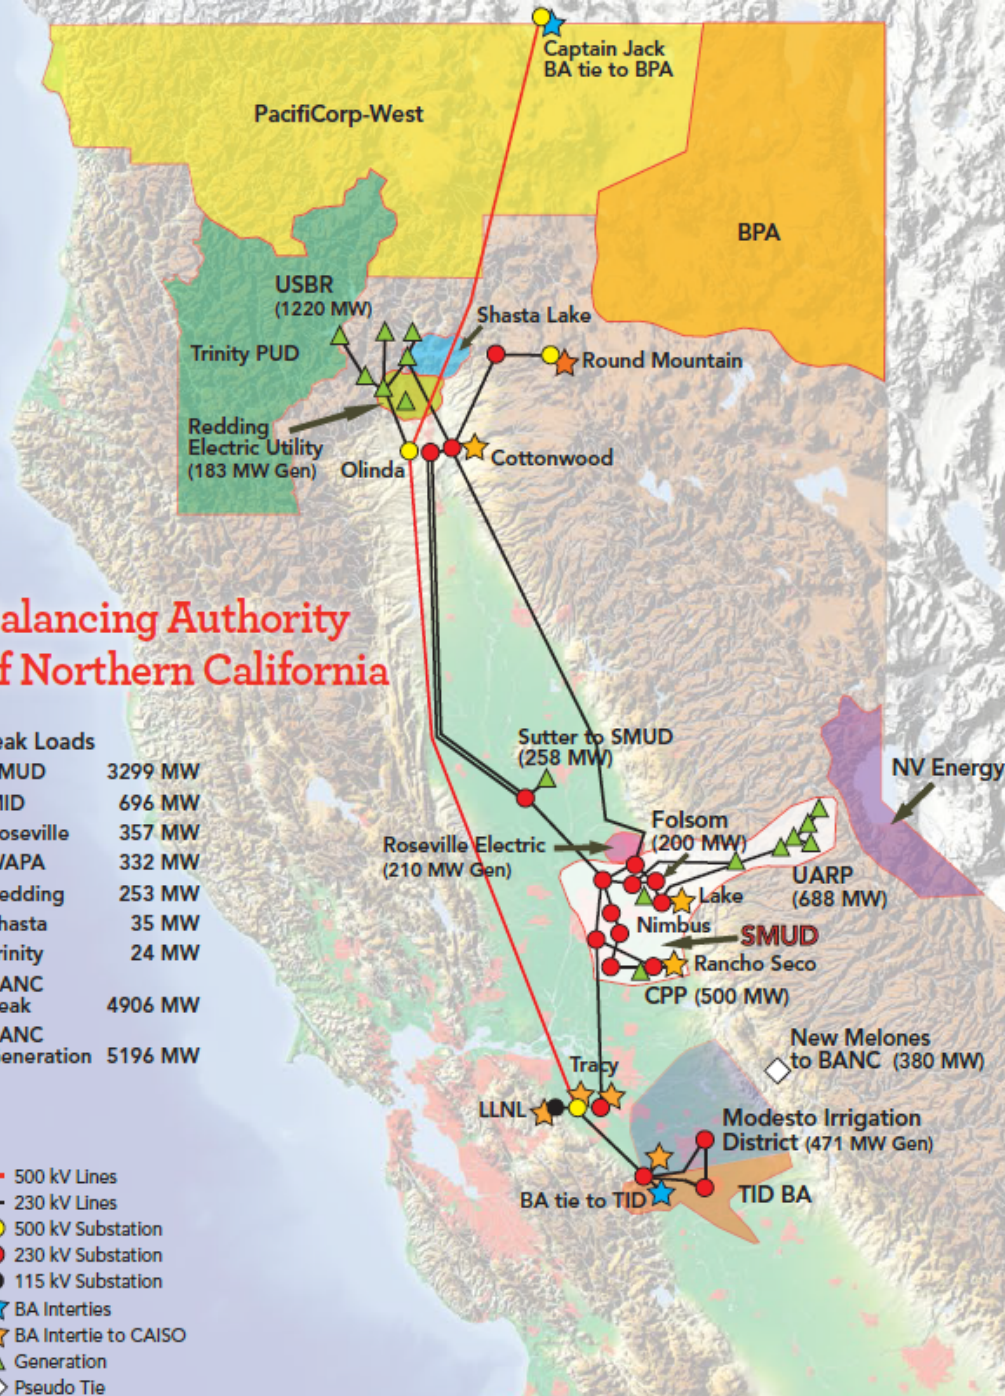 Captain Jack
BA tie to BPA
PacifiCorp-West
BPA
USBR
(1220 MW)
Shasta Lake
Trinity PUD
Round Mountain
Redding
Electric Utility
(183 MW Gen)
Olinda
Cottonwood
alancing Authority
f Northern California
eak Loads
MUD 3299 MW
MID 696 MW
oseville 357 MW
WAPA 332 MW
edding 253 MW
hasta 35 MW
rinity 24 MW
ANC
eak 4906 MW
ANC
eneration 5196 MW
Sutter to SMUD
(258 MW)
NV Energy
Roseville Electric
(210 MW Gen)
Folsom
(200 MW)
UARP
(688 MW)
Lake
Nimbus
SMUD
Rancho Seco
CPP (500 MW)
New Melones
to BANC (380 MW)
Tracy
LLNL
Modesto Irrigation
District (471 MW Gen)
BA tie to TID
TID BA
500 kV Lines
230 kV Lines
500 kV Substation
230 kV Substation
115 kV Substation
BA Interties
BA Intertie to CAISO
Generation
Pseudo Tie